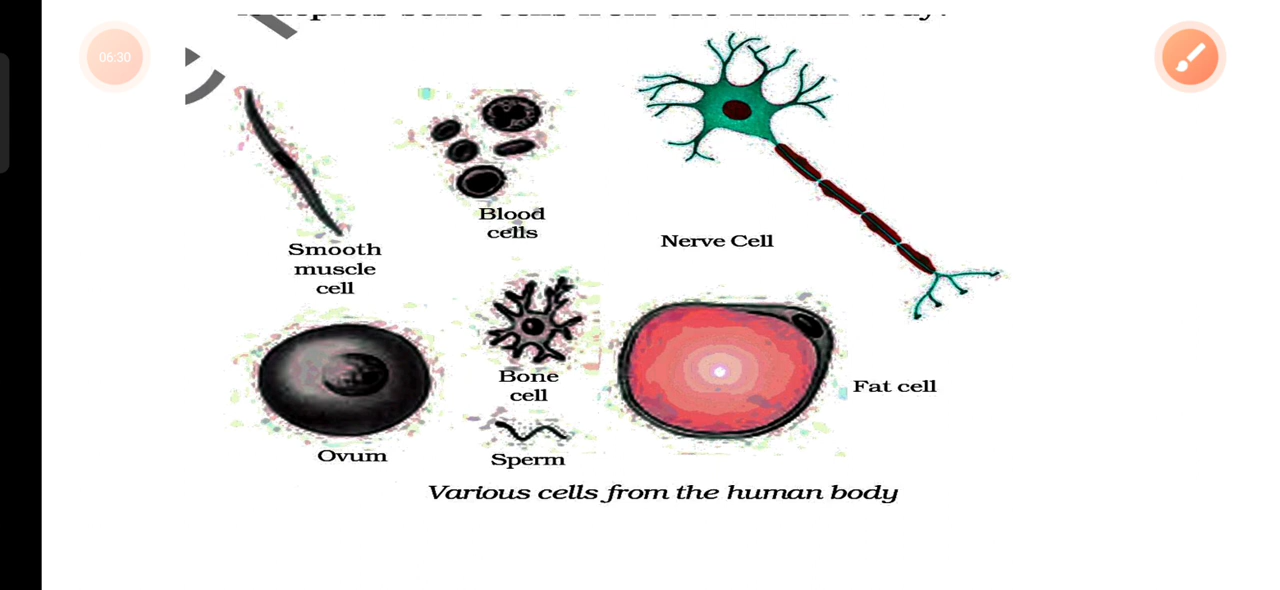 06:30
Blood
cells
Nerve Cell
Smooth
muscle
cell
Bone
cell
Fat cell
Ovum
Sperm
Various cells from the human body